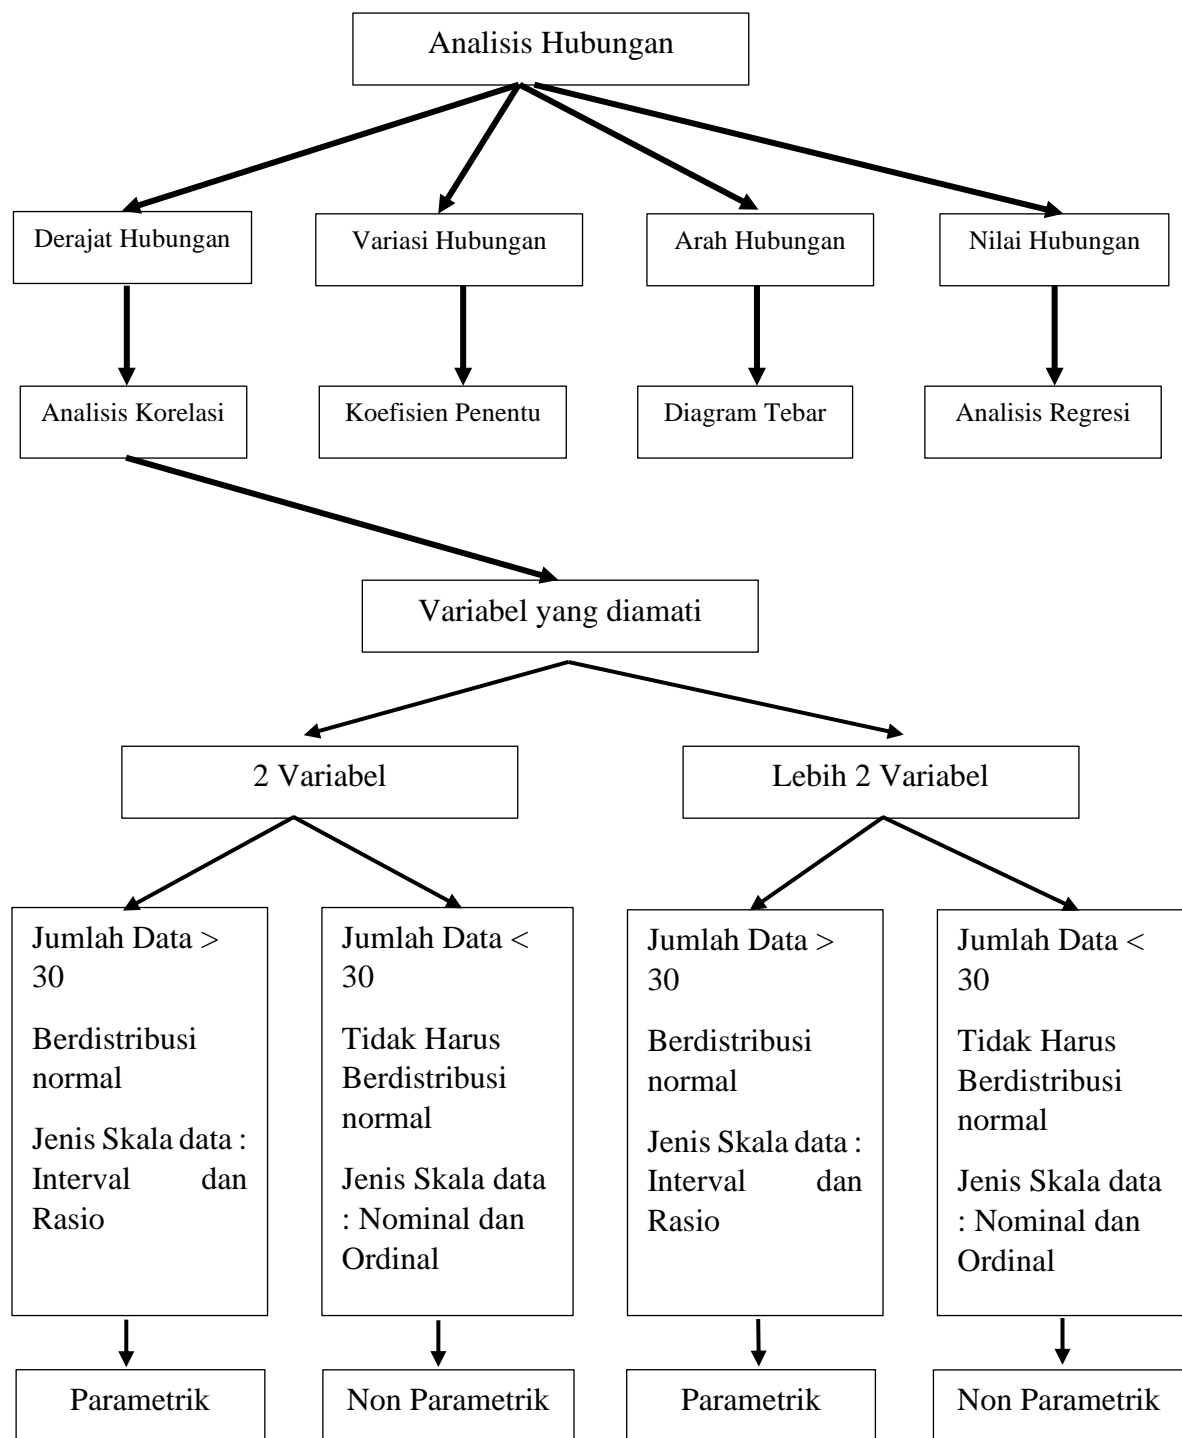 Analisis Hubungan
Derajat Hubungan
Variasi Hubungan
Arah Hubungan
Nilai Hubungan
Analisis Korelasi
Koefisien Penentu
Diagram Tebar
Analisis Regresi
Variabel yang diamati
2 Variabel
Lebih 2 Variabel
Jumlah Data >
30
Berdistribusi
normal
Jenis Skala data :
Interval dan
Rasio
Jumlah Data <
30
Tidak Harus
Berdistribusi
normal
Jenis Skala data
: Nominal dan
Ordinal
Jumlah Data >
30
Berdistribusi
normal
Jenis Skala data :
Interval dan
Rasio
Jumlah Data <
30
Tidak Harus
Berdistribusi
normal
Jenis Skala data
: Nominal dan
Ordinal
Parametrik
Non Parametrik
Parametrik
Non Parametrik